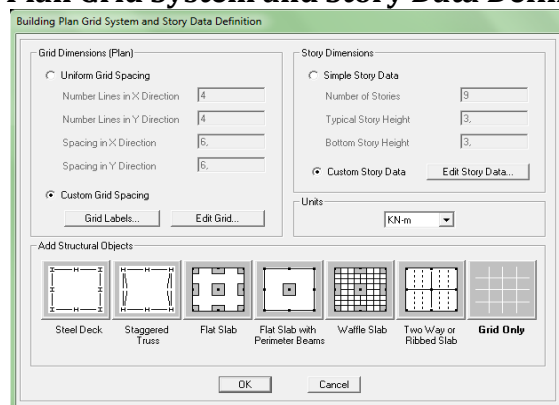 Plan Grid system and Story Data Defin
Building Plan Grid System and Story Data Definition
Grid Dimensions (Plan)
Uniform Grid Spacing
Number Lines in X Direction 4
Number Lines in Y Direction 4
Spacing in X Direction 6,
Spacing in Y Direction 6,
Custom Grid Spacing
Grid Labels... Edit Grid...
Story Dimensions
Simple Story Data
Number of Stories 9
Typical Story Height 3,
Bottom Story Height 3,
Custom Story Data Edit Story Data...
Units
KN-m
Add Structural Objects
Steel Deck
Staggered
Truss
Flat Slab
Flat Slab with
Perimeter Beams
Waffle Slab
Two Way or
Ribbed Slab
Grid Only
OK Cancel